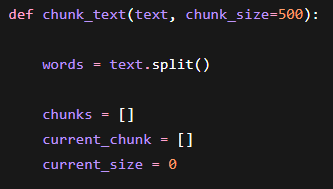 def chunk_text(text, chunk_size=500):
    words = text.split()
    chunks = []
    current_chunk = []
    current_size = 0